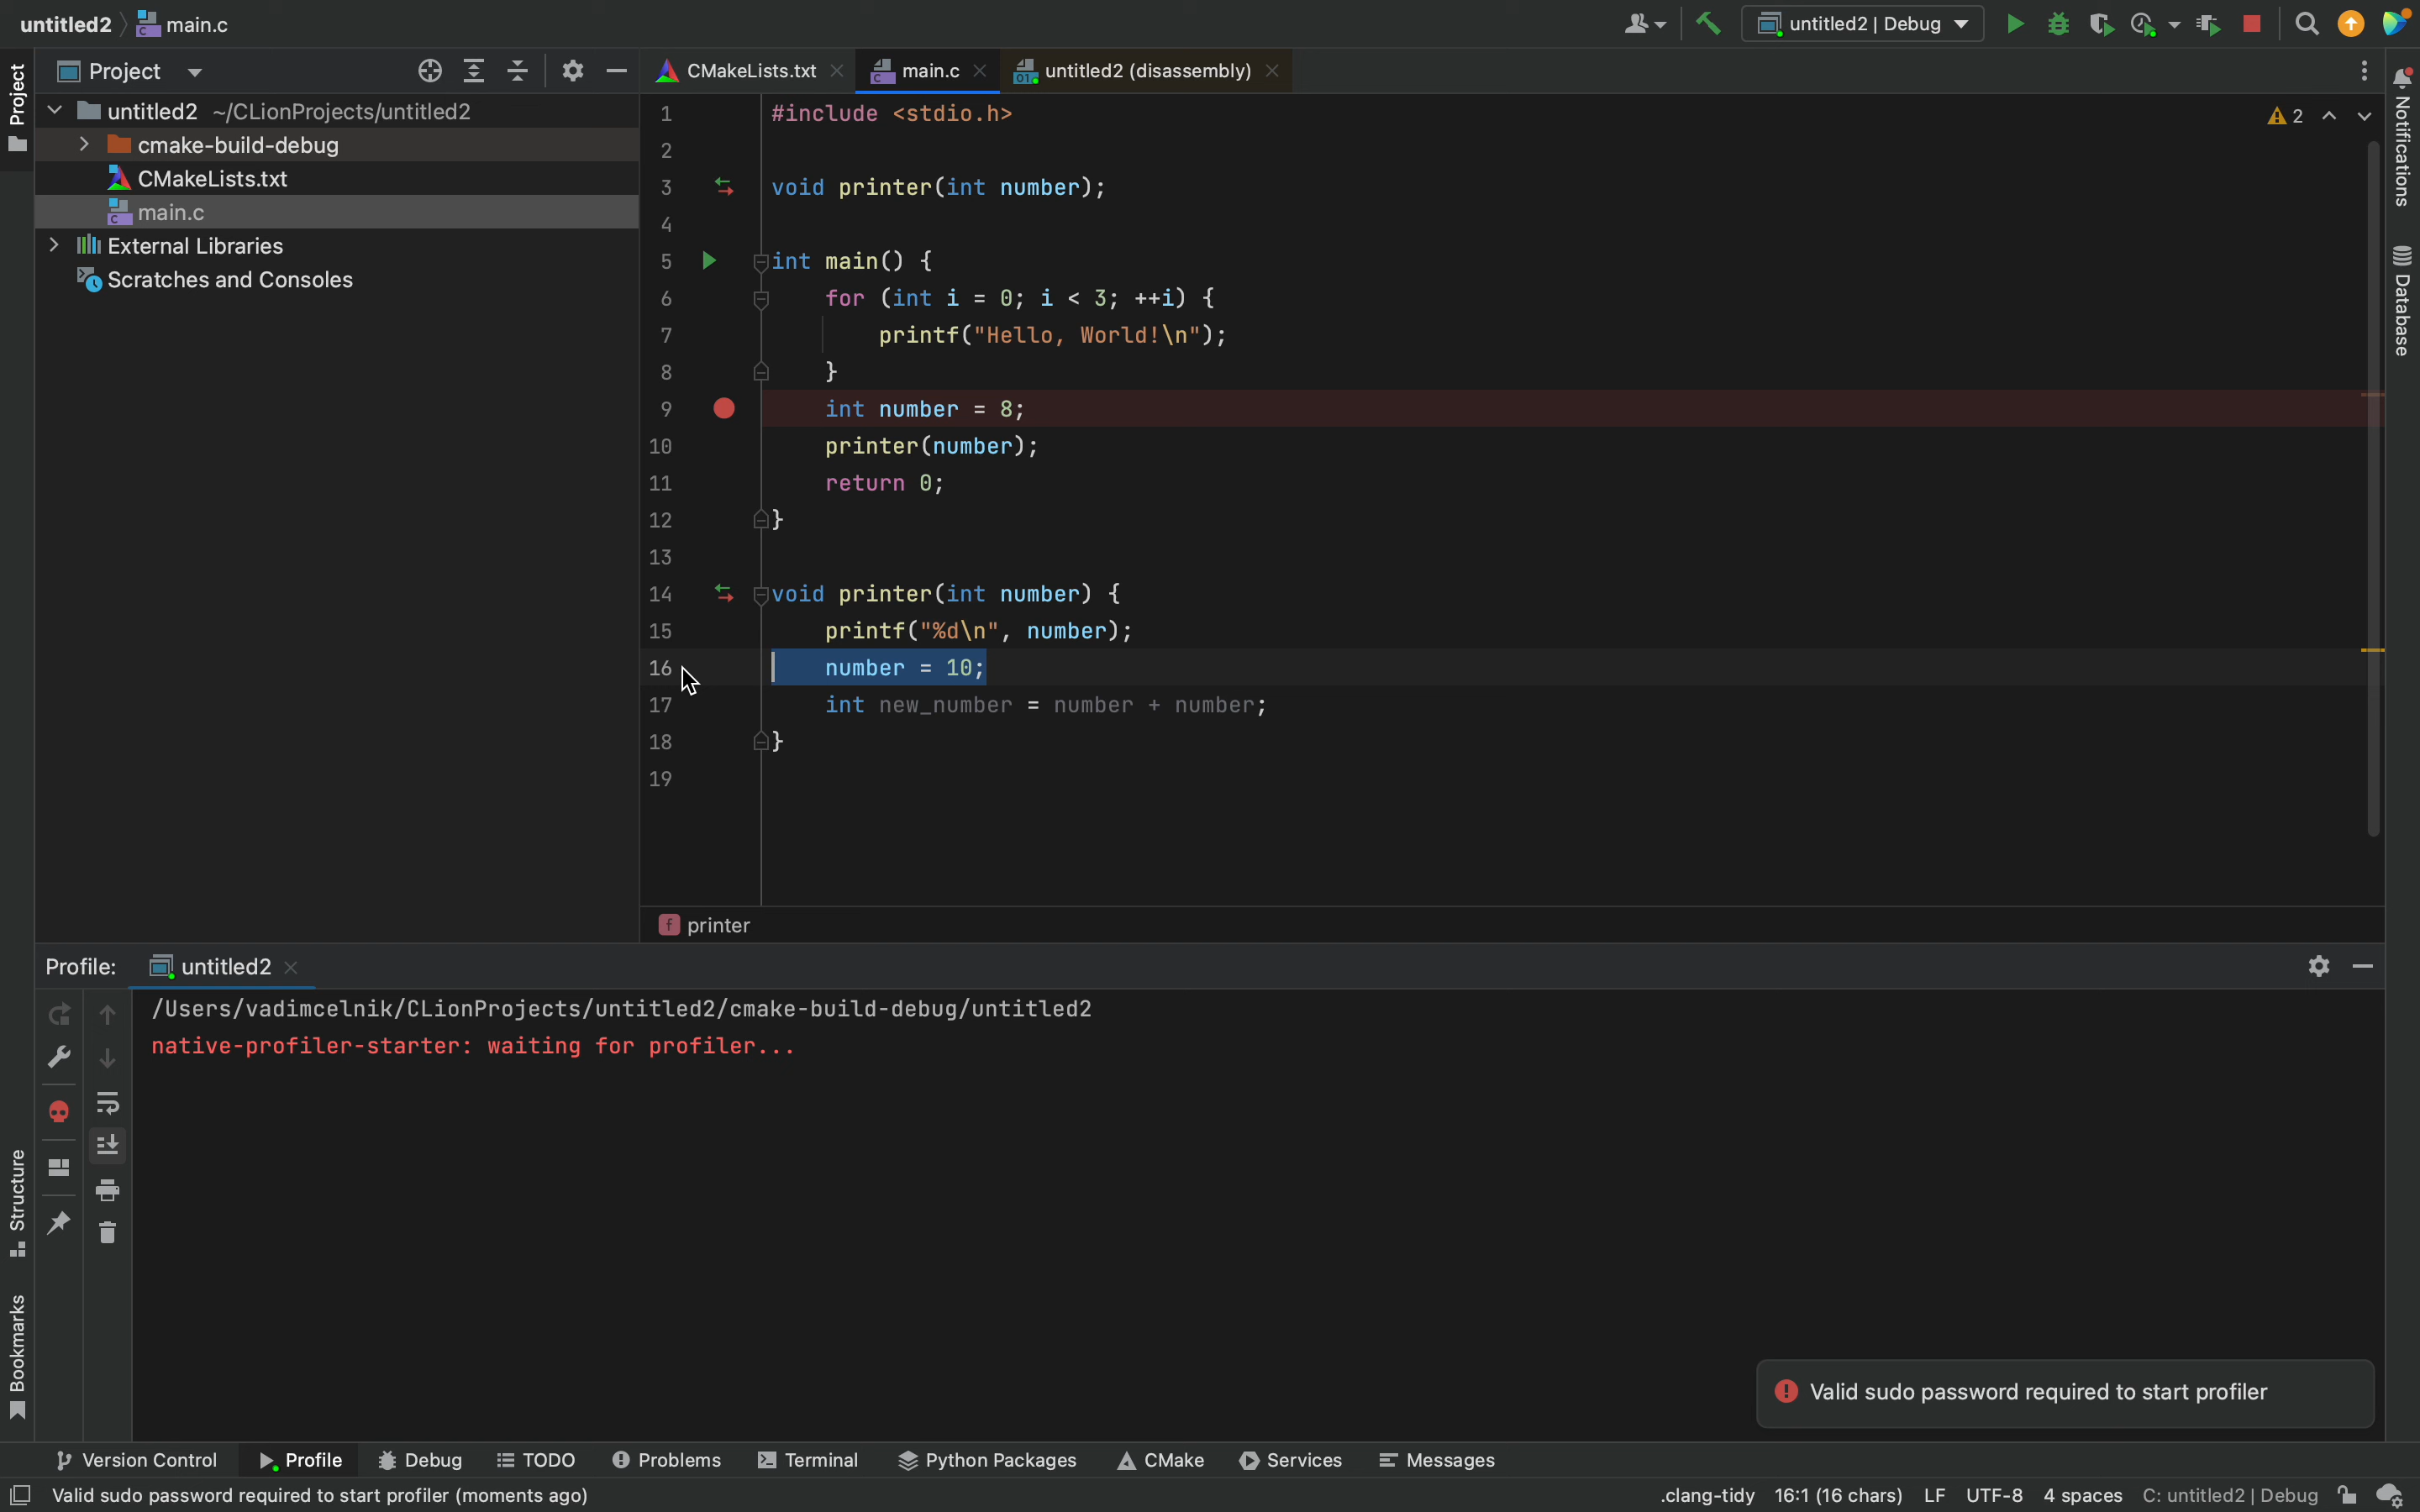 untitled2 main.c
untitled2 | Debug
Project
CMakeLists.txt main.c untitled2 (disassembly)
Project
untitled2 ~/CLionProjects/untitled2
cmake-build-debug
CMakeLists.txt
main.c
External Libraries
Scratches and Consoles
1 #include <stdio.h>
2
3 void printer(int number);
4
5 int main() {
6 for (int i = 0; i < 3; ++i) {
7 printf("Hello, World!\n");
8 }
9 int number = 8;
10 printer(number);
11 return 0;
12 }
13
14 void printer(int number) {
15 printf("%d\n", number);
16 number = 10;
17 int new_number = number + number;
18 }
19
2
Notifications
Database
f printer
Profile: untitled2
/Users/vadimcelnik/CLionProjects/untitled2/cmake-build-debug/untitled2
native-profiler-starter: waiting for profiler...
Structure
Bookmarks
Valid sudo password required to start profiler
Version Control Profile Debug TODO Problems Terminal Python Packages CMake Services Messages
Valid sudo password required to start profiler (moments ago)
.clang-tidy 16:1 (16 chars) LF UTF-8 4 spaces C: untitled2 | Debug